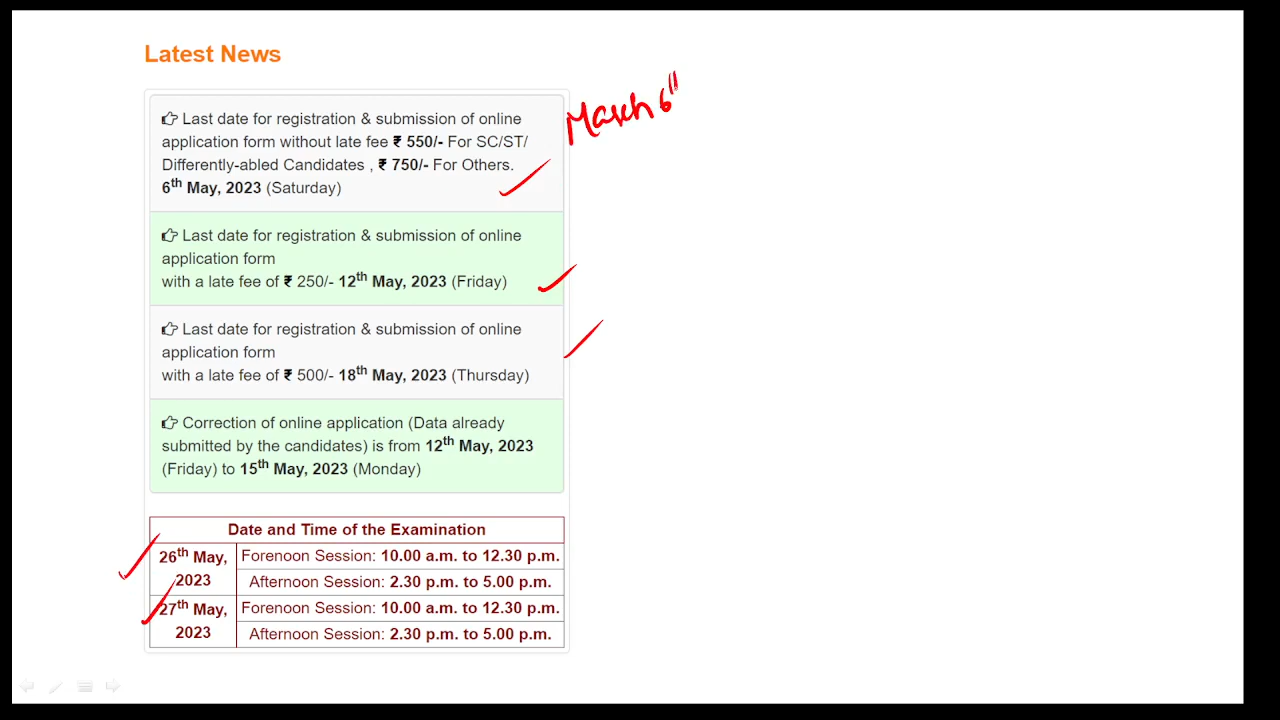 Latest News
Last date for registration & submission of online
application form without late fee ₹ 550/- For SC/ST/
Differently-abled Candidates , ₹ 750/- For Others.
6th May, 2023 (Saturday)
March 6
Last date for registration & submission of online
application form
with a late fee of ₹ 250/- 12th May, 2023 (Friday)
Last date for registration & submission of online
application form
with a late fee of ₹ 500/- 18th May, 2023 (Thursday)
Correction of online application (Data already
submitted by the candidates) is from 12th May, 2023
(Friday) to 15th May, 2023 (Monday)
Date and Time of the Examination
26th May, 2023
Forenoon Session: 10.00 a.m. to 12.30 p.m.
Afternoon Session: 2.30 p.m. to 5.00 p.m.
27th May, 2023
Forenoon Session: 10.00 a.m. to 12.30 p.m.
Afternoon Session: 2.30 p.m. to 5.00 p.m.